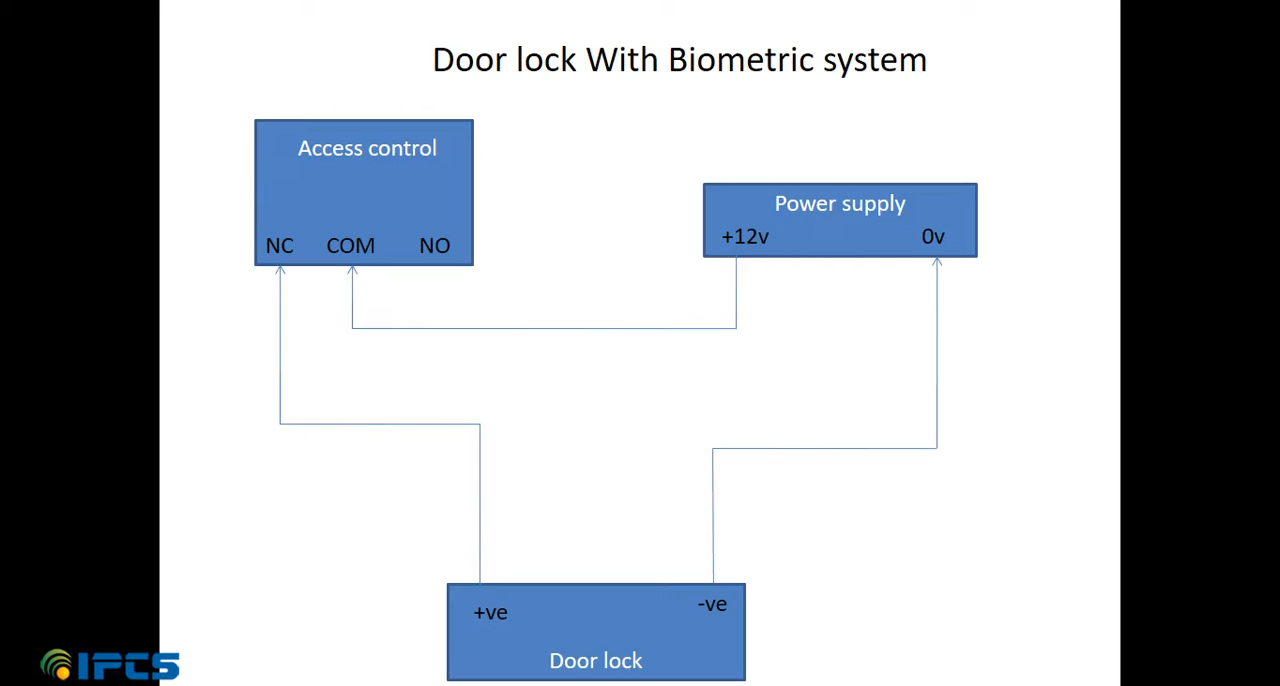 Door lock With Biometric system
Access control
NC COM NO
Power supply
+12v 0v
+ve -ve
Door lock
IPCS